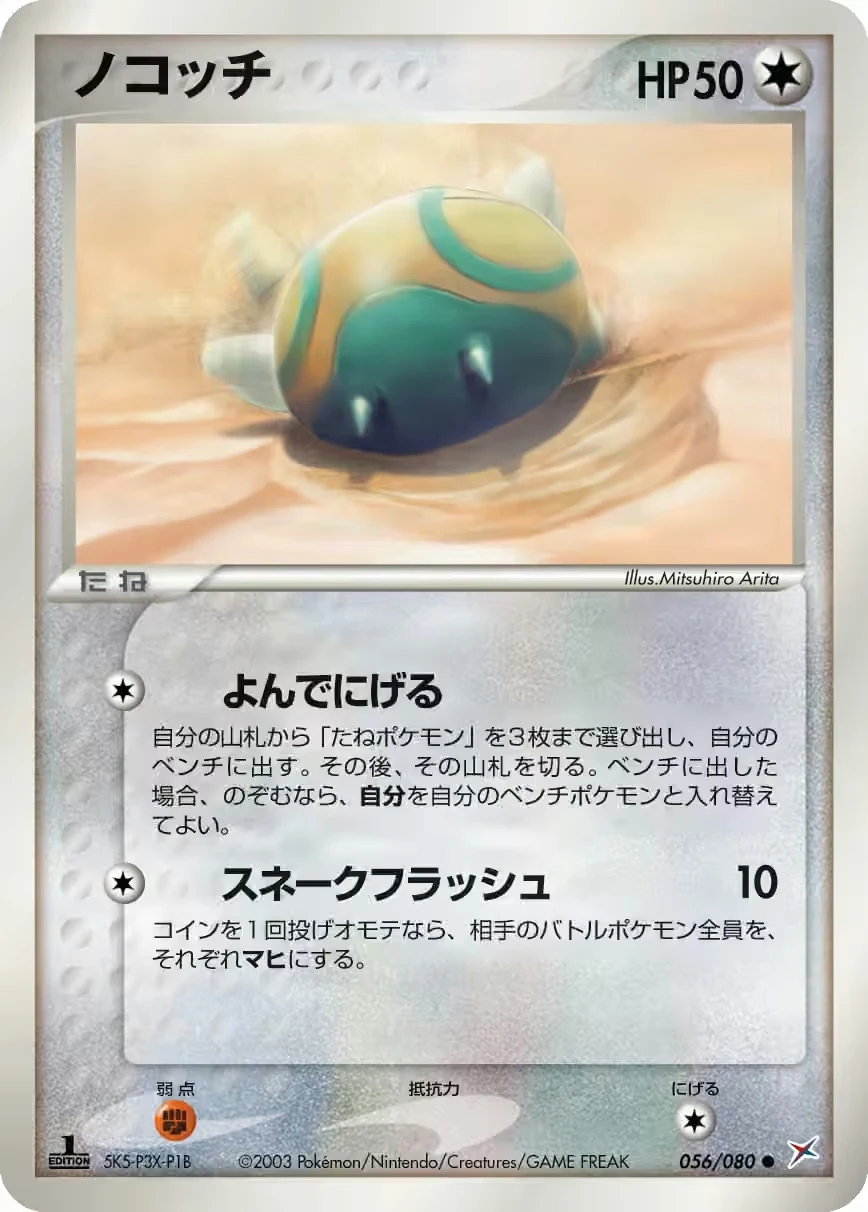 ノコッチ HP50
たね Illus.Mitsuhiro Arita
よんでにげる
自分の山札から「たねポケモン」を3枚まで選び出し、自分の
ベンチに出す。その後、その山札を切る。ベンチに出した
場合、のぞむなら、自分を自分のベンチポケモンと入れ替え
てよい。
スネークフラッシュ 10
コインを1回投げオモテなら、相手のバトルポケモン全員を、
それぞれマヒにする。
弱点 抵抗力 にげる
1 EDITION 5K5-P3X-P1B ©2003 Pokémon/Nintendo/Creatures/GAME FREAK 056/080 ●